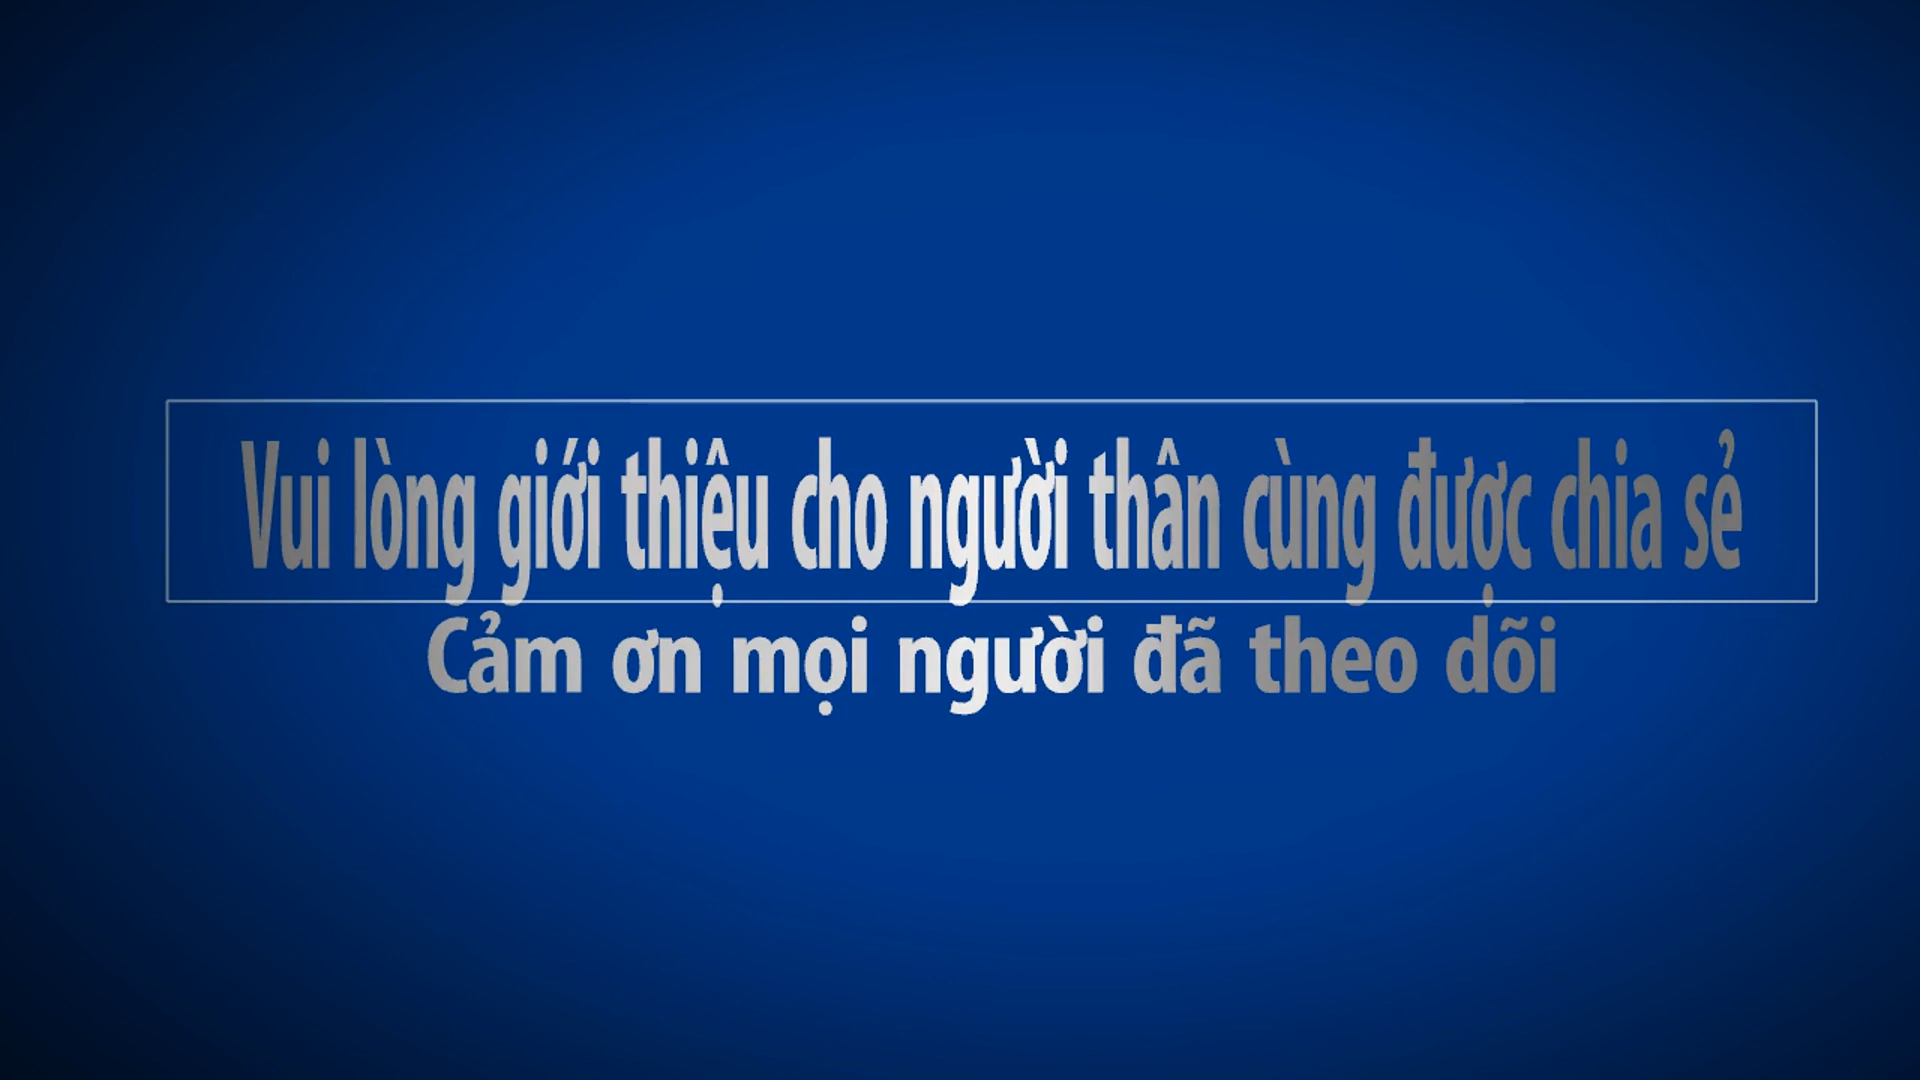 Vui lòng giới thiệu cho người thân cùng được chia sẻ
Cảm ơn mọi người đã theo dõi